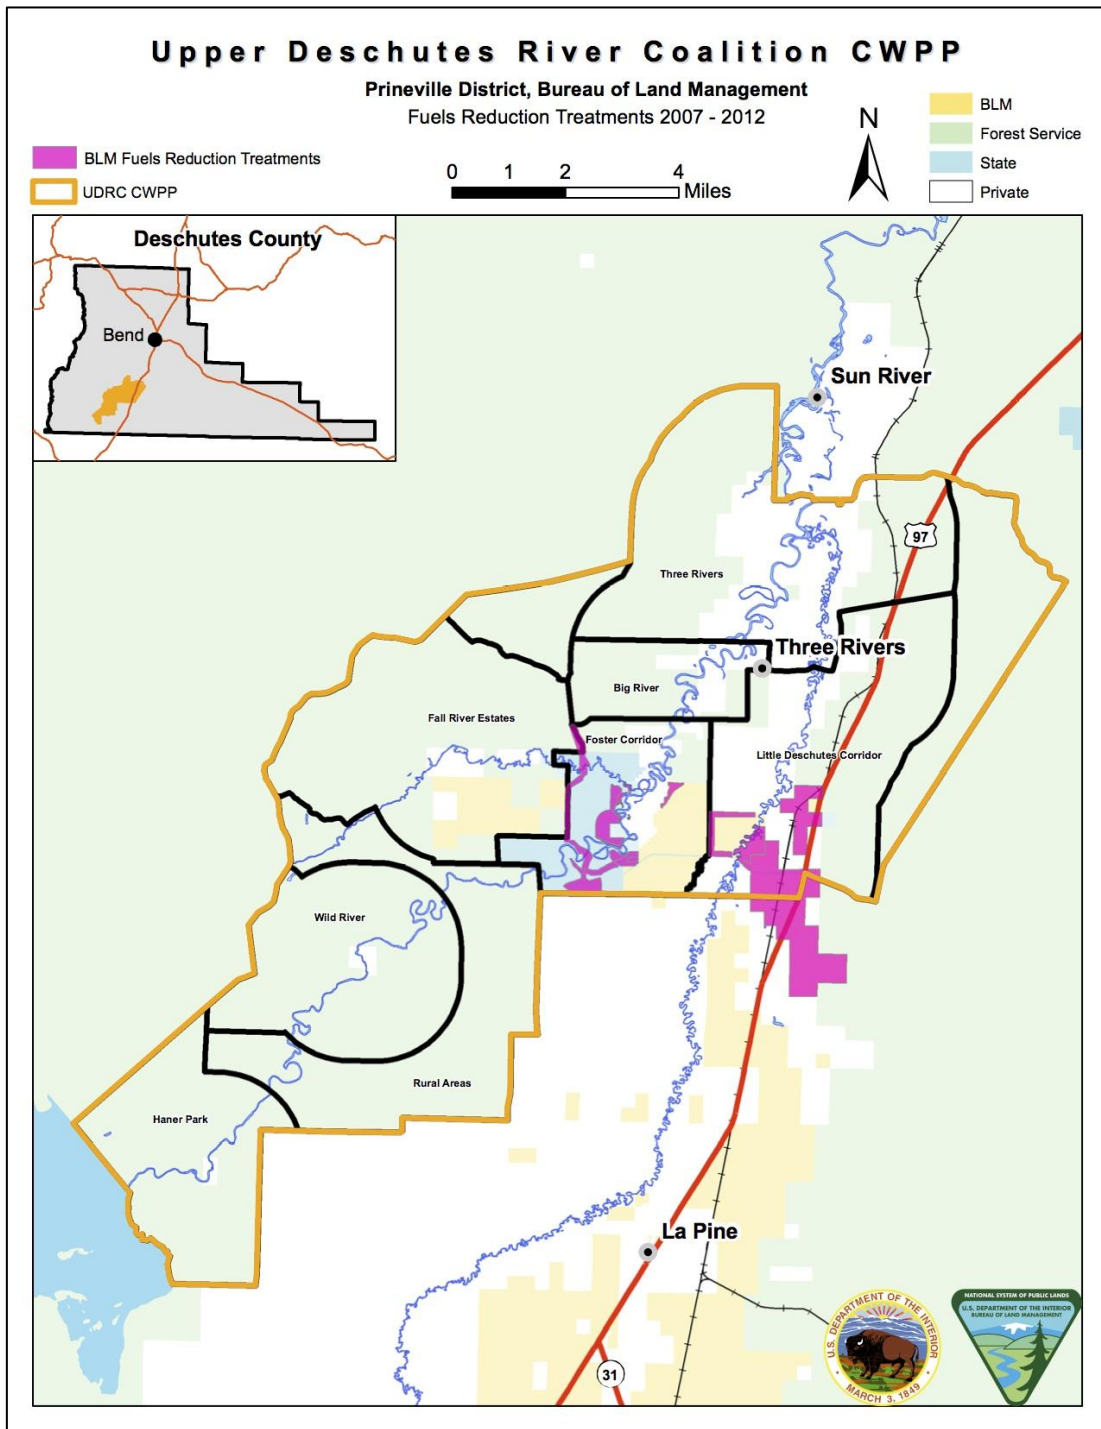 Upper Deschutes River Coalition CWPP
Prineville District, Bureau of Land Management
Fuels Reduction Treatments 2007 - 2012
BLM Fuels Reduction Treatments
UDRC CWPP
0 1 2 4
Miles
N
BLM
Forest Service
State
Private
Deschutes County
Bend
Sun River
97
Three Rivers
Three Rivers
Big River
Fall River Estates
Foster Corridor
Little Deschutes Corridor
Wild River
Rural Areas
Haner Park
La Pine
31
U.S. DEPARTMENT OF THE INTERIOR
MARCH 3, 1849
NATIONAL SYSTEM OF PUBLIC LANDS
U.S. DEPARTMENT OF THE INTERIOR
BUREAU OF LAND MANAGEMENT